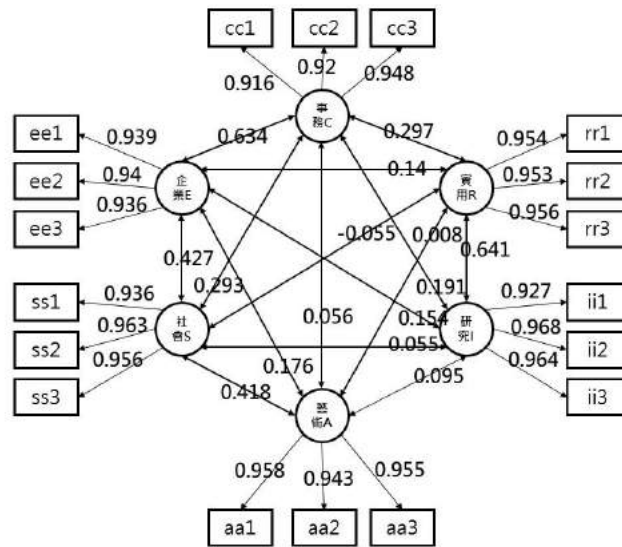 cc1 cc2 cc3
0.916 0.92 0.948
事
務C
ee1 0.939 0.634 0.297 0.954 rr1
ee2 0.94 企
業E 0.14 實
用R 0.953 rr2
ee3 0.936 0.956 rr3
-0.055 0.008 0.641
0.427 0.293 0.191
ss1 0.936 0.056 0.154 0.927 ii1
ss2 0.963 社
會S 0.055 研
究I 0.968 ii2
ss3 0.956 0.176 0.964 ii3
0.418 0.095
藝
術A
0.958 0.943 0.955
aa1 aa2 aa3